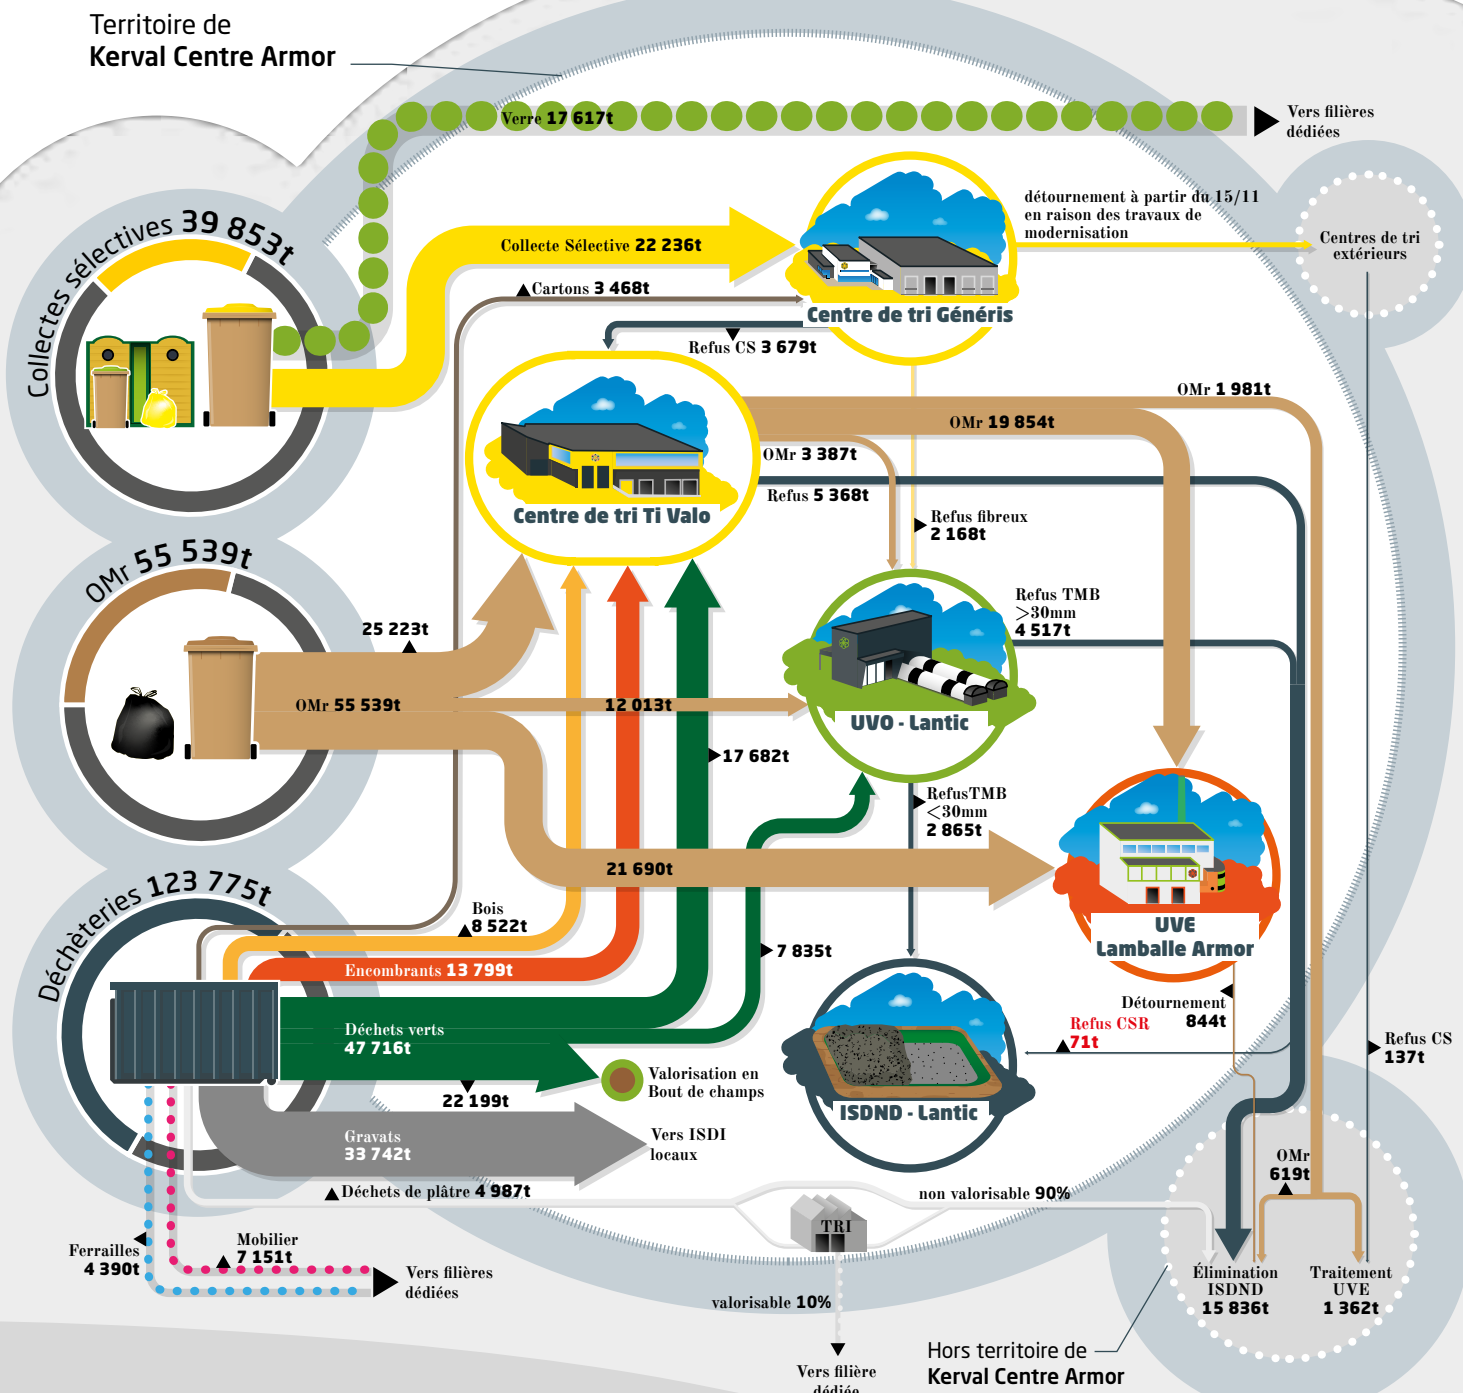 Territoire de
Kerval Centre Armor
Verre 17 617t
Vers filières
dédiées
Collectes sélectives 39 853t
Collecte Sélective 22 236t
détournement à partir du 15/11
en raison des travaux de
modernisation
Centres de tri
extérieurs
Cartons 3 468t
Centre de tri Généris
Refus CS 3 679t
OMr 1 981t
OMr 19 854t
OMr 3 387t
Refus 5 368t
Centre de tri Ti Valo
Refus fibreux
2 168t
OMr 55 539t
25 223t
Refus TMB
>30mm
4 517t
OMr 55 539t
12 013t
UVO - Lantic
17 682t
RefusTMB
<30mm
2 865t
21 690t
UVE
Lamballe Armor
Déchèteries 123 775t
Bois
8 522t
7 835t
Encombrants 13 799t
Détournement
844t
Refus CSR
71t
Déchets verts
47 716t
Refus CS
137t
Valorisation en
Bout de champs
22 199t
ISDND - Lantic
Gravats
33 742t
Vers ISDI
locaux
OMr
619t
Déchets de plâtre 4 987t
non valorisable 90%
TRI
Ferrailles
4 390t
Mobilier
7 151t
Vers filières
dédiées
Élimination
ISDND
15 836t
Traitement
UVE
1 362t
valorisable 10%
Hors territoire de
Kerval Centre Armor
Vers filière
dédiée